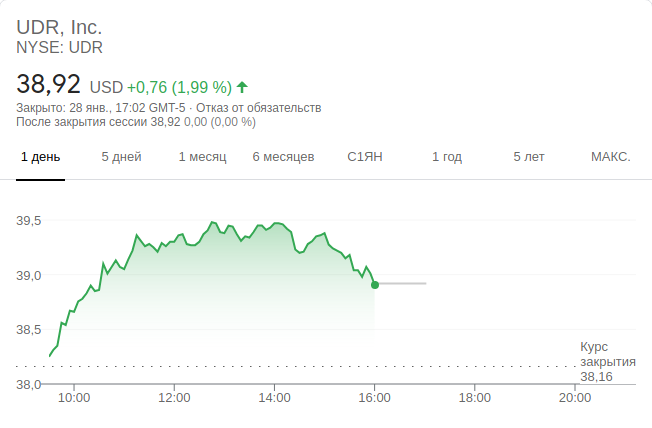 UDR, Inc.
NYSE: UDR
38,92 USD +0,76 (1,99 %)
Закрыто: 28 янв., 17:02 GMT-5 · Отказ от обязательств
После закрытия сессии 38,92 0,00 (0,00 %)
1 день 5 дней 1 месяц 6 месяцев С1ЯН 1 год 5 лет МАКС.
39,5
39,0
38,5
Курс
закрытия
38,16
38,0
10:00 12:00 14:00 16:00 18:00 20:00